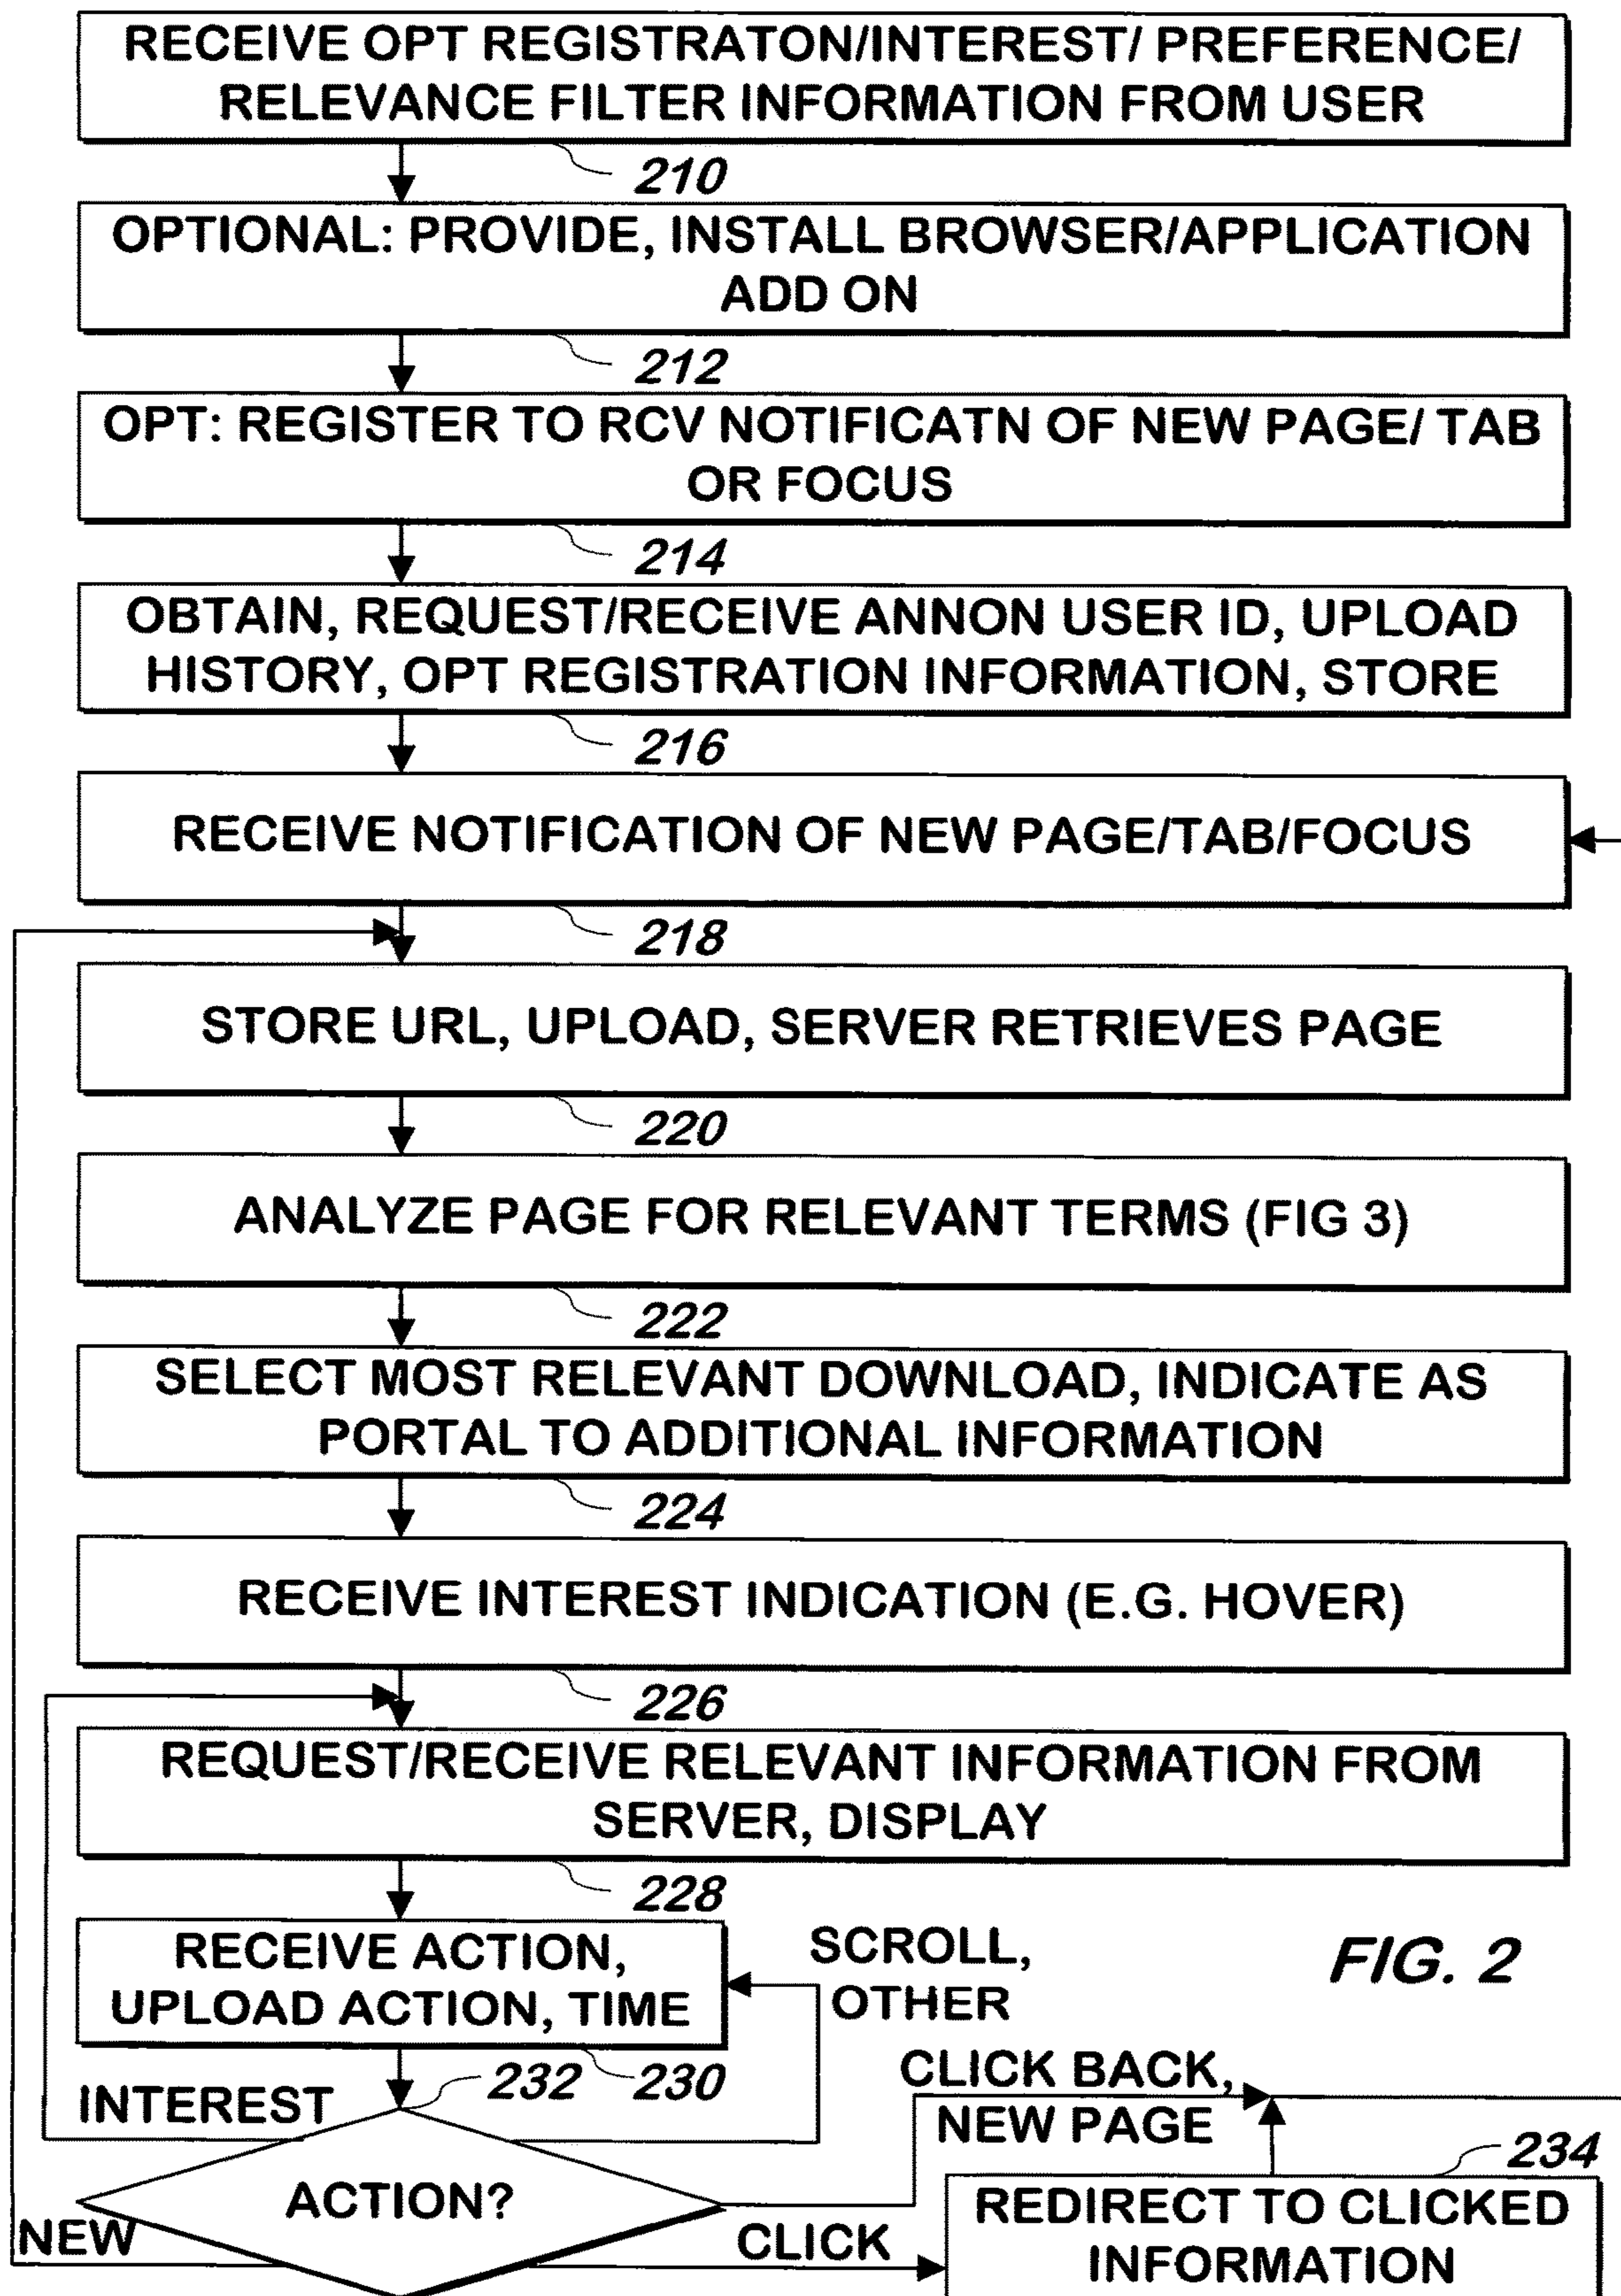 RECEIVE OPT REGISTRATON/INTEREST/ PREFERENCE/
RELEVANCE FILTER INFORMATION FROM USER
210
OPTIONAL: PROVIDE, INSTALL BROWSER/APPLICATION
ADD ON
212
OPT: REGISTER TO RCV NOTIFICATN OF NEW PAGE/ TAB
OR FOCUS
214
OBTAIN, REQUEST/RECEIVE ANNON USER ID, UPLOAD
HISTORY, OPT REGISTRATION INFORMATION, STORE
216
RECEIVE NOTIFICATION OF NEW PAGE/TAB/FOCUS
218
STORE URL, UPLOAD, SERVER RETRIEVES PAGE
220
ANALYZE PAGE FOR RELEVANT TERMS (FIG 3)
222
SELECT MOST RELEVANT DOWNLOAD, INDICATE AS
PORTAL TO ADDITIONAL INFORMATION
224
RECEIVE INTEREST INDICATION (E.G. HOVER)
226
REQUEST/RECEIVE RELEVANT INFORMATION FROM
SERVER, DISPLAY
228
RECEIVE ACTION,
UPLOAD ACTION, TIME
230
SCROLL,
OTHER
FIG. 2
232
INTEREST
CLICK BACK,
NEW PAGE
234
ACTION?
NEW
CLICK
REDIRECT TO CLICKED
INFORMATION